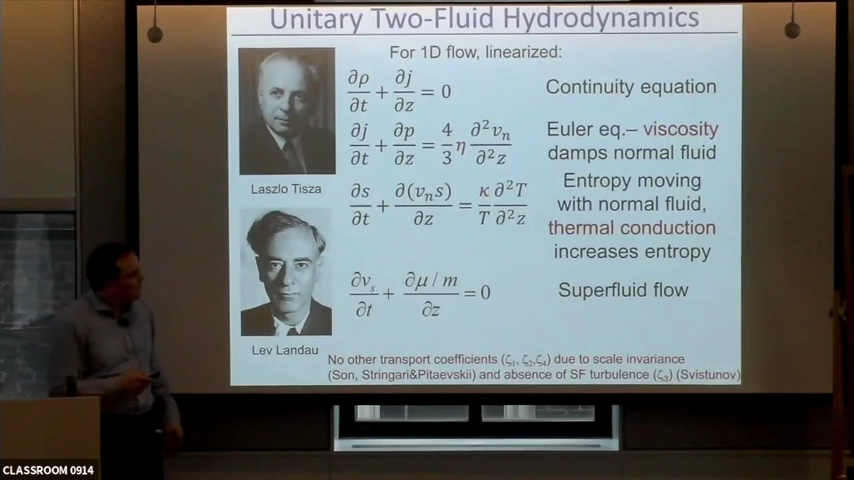 Unitary Two-Fluid Hydrodynamics
For 1D flow, linearized:
∂ρ/∂t + ∂j/∂z = 0
Continuity equation
∂j/∂t + ∂p/∂z = 4/3 η ∂²vₙ/∂²z
Euler eq.– viscosity
damps normal fluid
Laszlo Tisza
∂s/∂t + ∂(vₙs)/∂z = κ/T ∂²T/∂²z
Entropy moving
with normal fluid,
thermal conduction
increases entropy
∂vₛ/∂t + ∂μ/m/∂z = 0
Superfluid flow
Lev Landau
No other transport coefficients (ζ₁, ζ₂,ζ₄) due to scale invariance
(Son, Stringari&Pitaevskii) and absence of SF turbulence (ζ₃) (Svistunov)
CLASSROOM 0914